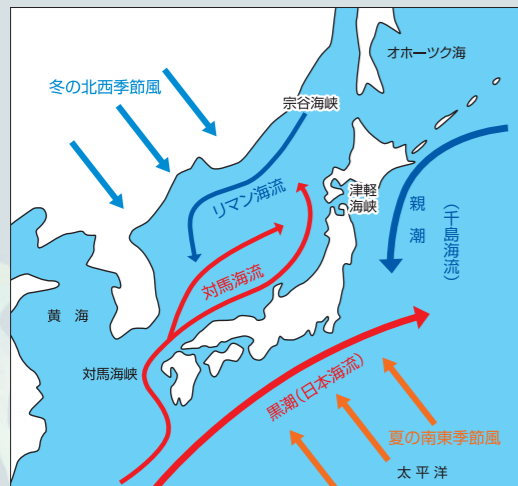 オホーツク海
冬の北西季節風
宗谷海峡
リマン海流
津軽
海峡
親潮
(千島海流)
対馬海流
黄海
対馬海峡
黒潮(日本海流)
夏の南東季節風
太平洋